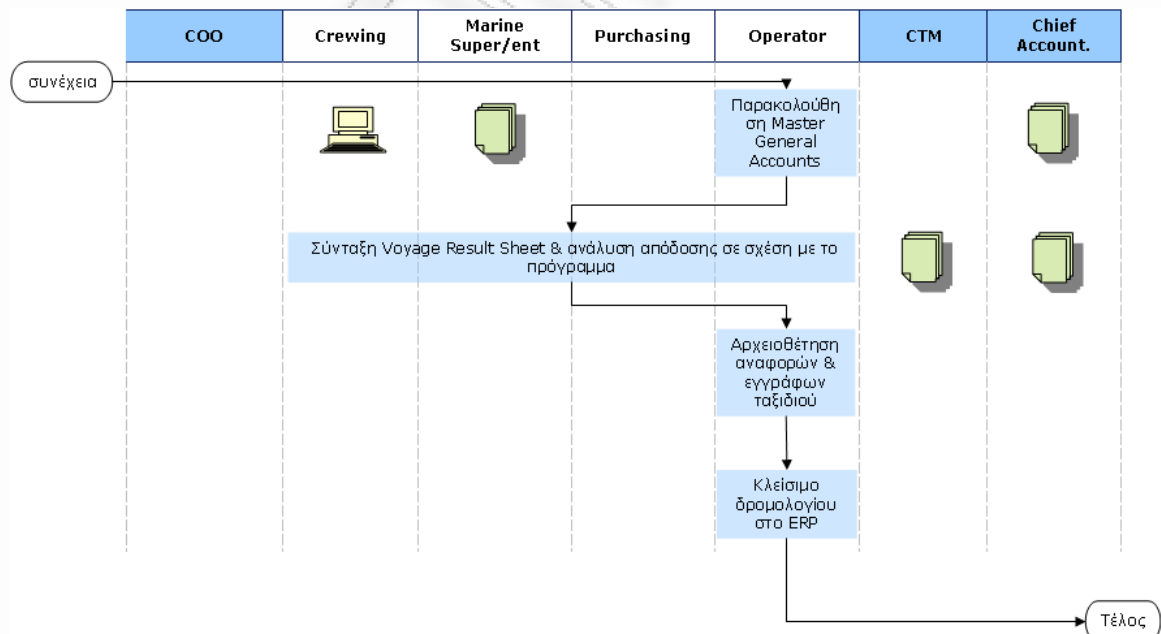 COO
Crewing
Marine
Super/ent
Purchasing
Operator
CTM
Chief
Account.
συνέχεια
Παρακολούθη
ση Master
General
Accounts
Σύνταξη Voyage Result Sheet & ανάλυση απόδοσης σε σχέση με το
πρόγραμμα
Αρχειοθέτηση
αναφορών &
εγγράφων
ταξιδιού
Κλείσιμο
δρομολογίου
στο ERP
Τέλος